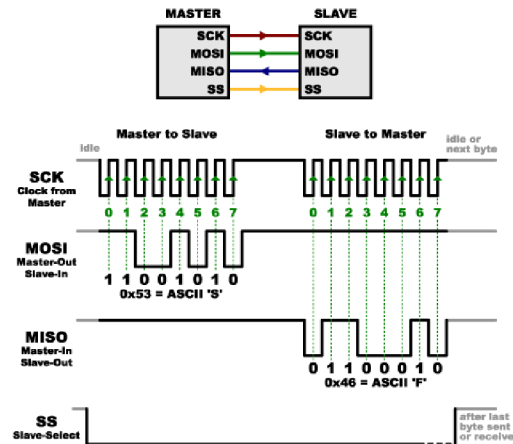 MASTER SLAVE
SCK SCK
MOSI MOSI
MISO MISO
SS SS
Master to Slave Slave to Master
idle
idle or
next byte
SCK
Clock from
Master
0 1 2 3 4 5 6 7 0 1 2 3 4 5 6 7
MOSI
Master-Out
Slave-In
1 1 0 0 1 0 1 0
0x53 = ASCII 'S'
MISO
Master-In
Slave-Out
0 1 1 0 0 0 1 0
0x46 = ASCII 'F'
SS
Slave-Select
after last
byte sent
or receive